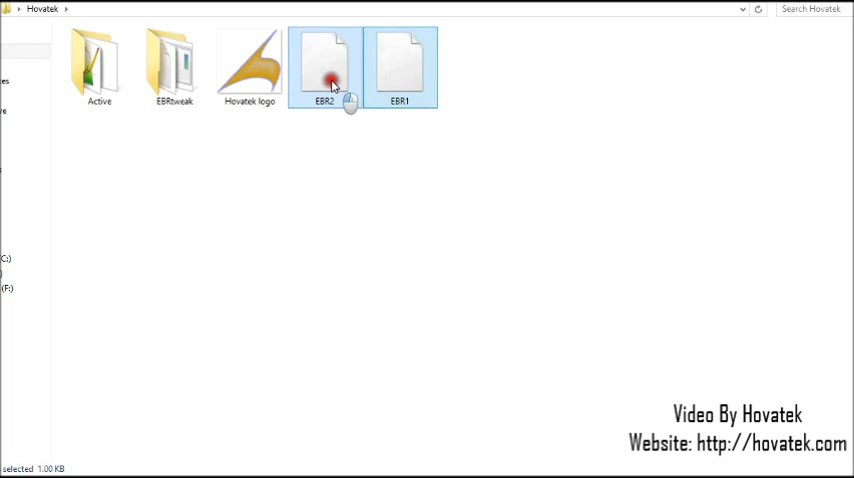 Hovatek
Search Hovatek
Active
EBRtweak
Hovatek logo
EBR2
EBR1
C:)
)
(F:)
Video By Hovatek
Website: http://hovatek.com
selected 1.00 KB